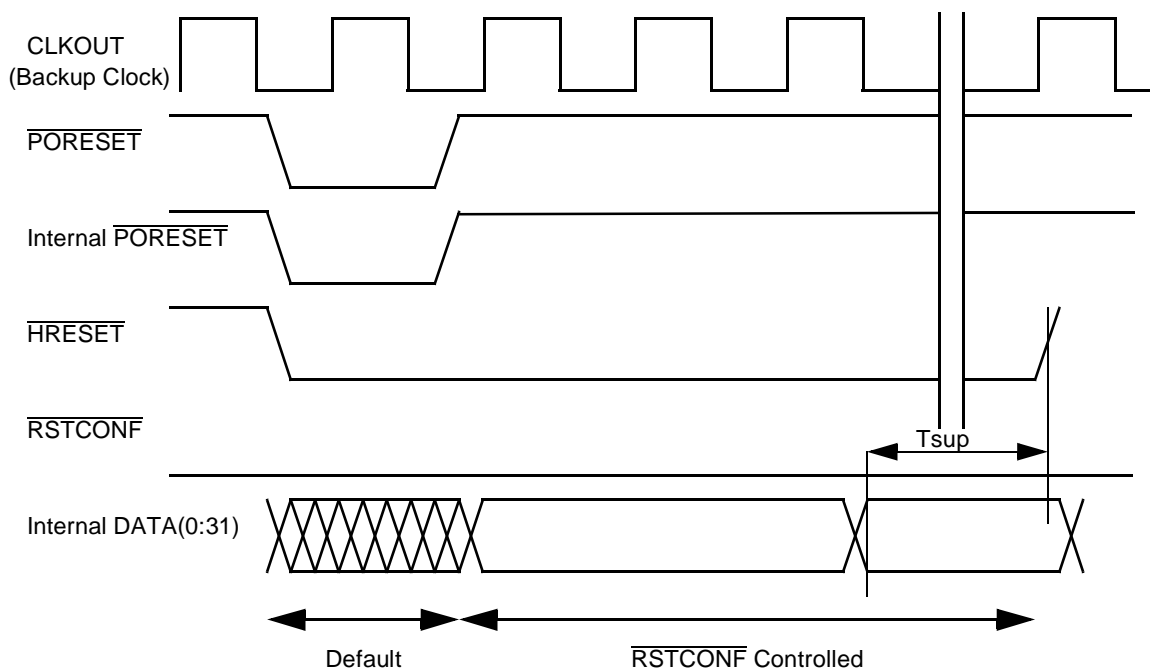 CLKOUT
(Backup Clock)
PORESET
Internal PORESET
HRESET
RSTCONF
Tsup
Internal DATA(0:31)
Default
RSTCONF Controlled